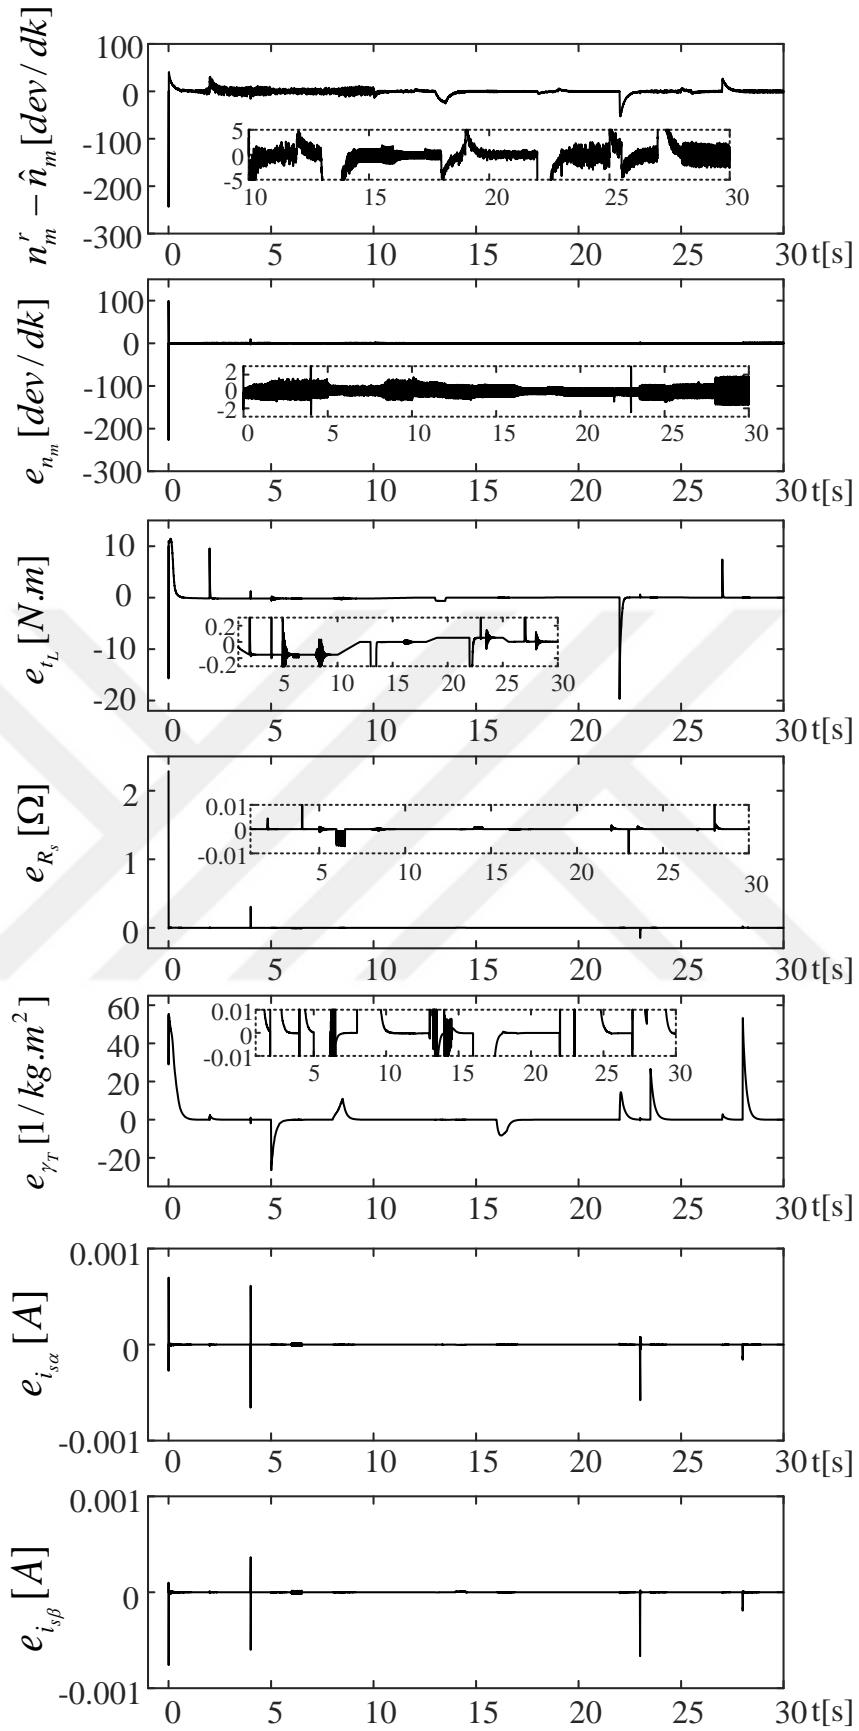 n_m^r − n̂_m [dev/dk]
100
0
-100
-200
-300
5
0
-5
10 15 20 25 30
0 5 10 15 20 25 30 t[s]
e_{n_m} [dev/dk]
100
0
-100
-200
-300
2
0
-2
0 5 10 15 20 25 30
0 5 10 15 20 25 30 t[s]
e_{t_L} [N.m]
10
0
-10
-20
0.2
0
-0.2
5 10 15 20 25 30
0 5 10 15 20 25 30 t[s]
e_{R_s} [Ω]
2
1
0
0.01
0
-0.01
5 10 15 20 25 30
0 5 10 15 20 25 30 t[s]
e_{γ_T} [1/kg.m²]
60
40
20
0
-20
0.01
0
-0.01
5 10 15 20 25 30
0 5 10 15 20 25 30 t[s]
e_{i_{sα}} [A]
0.001
0
-0.001
0 5 10 15 20 25 30 t[s]
e_{i_{sβ}} [A]
0.001
0
-0.001
0 5 10 15 20 25 30 t[s]